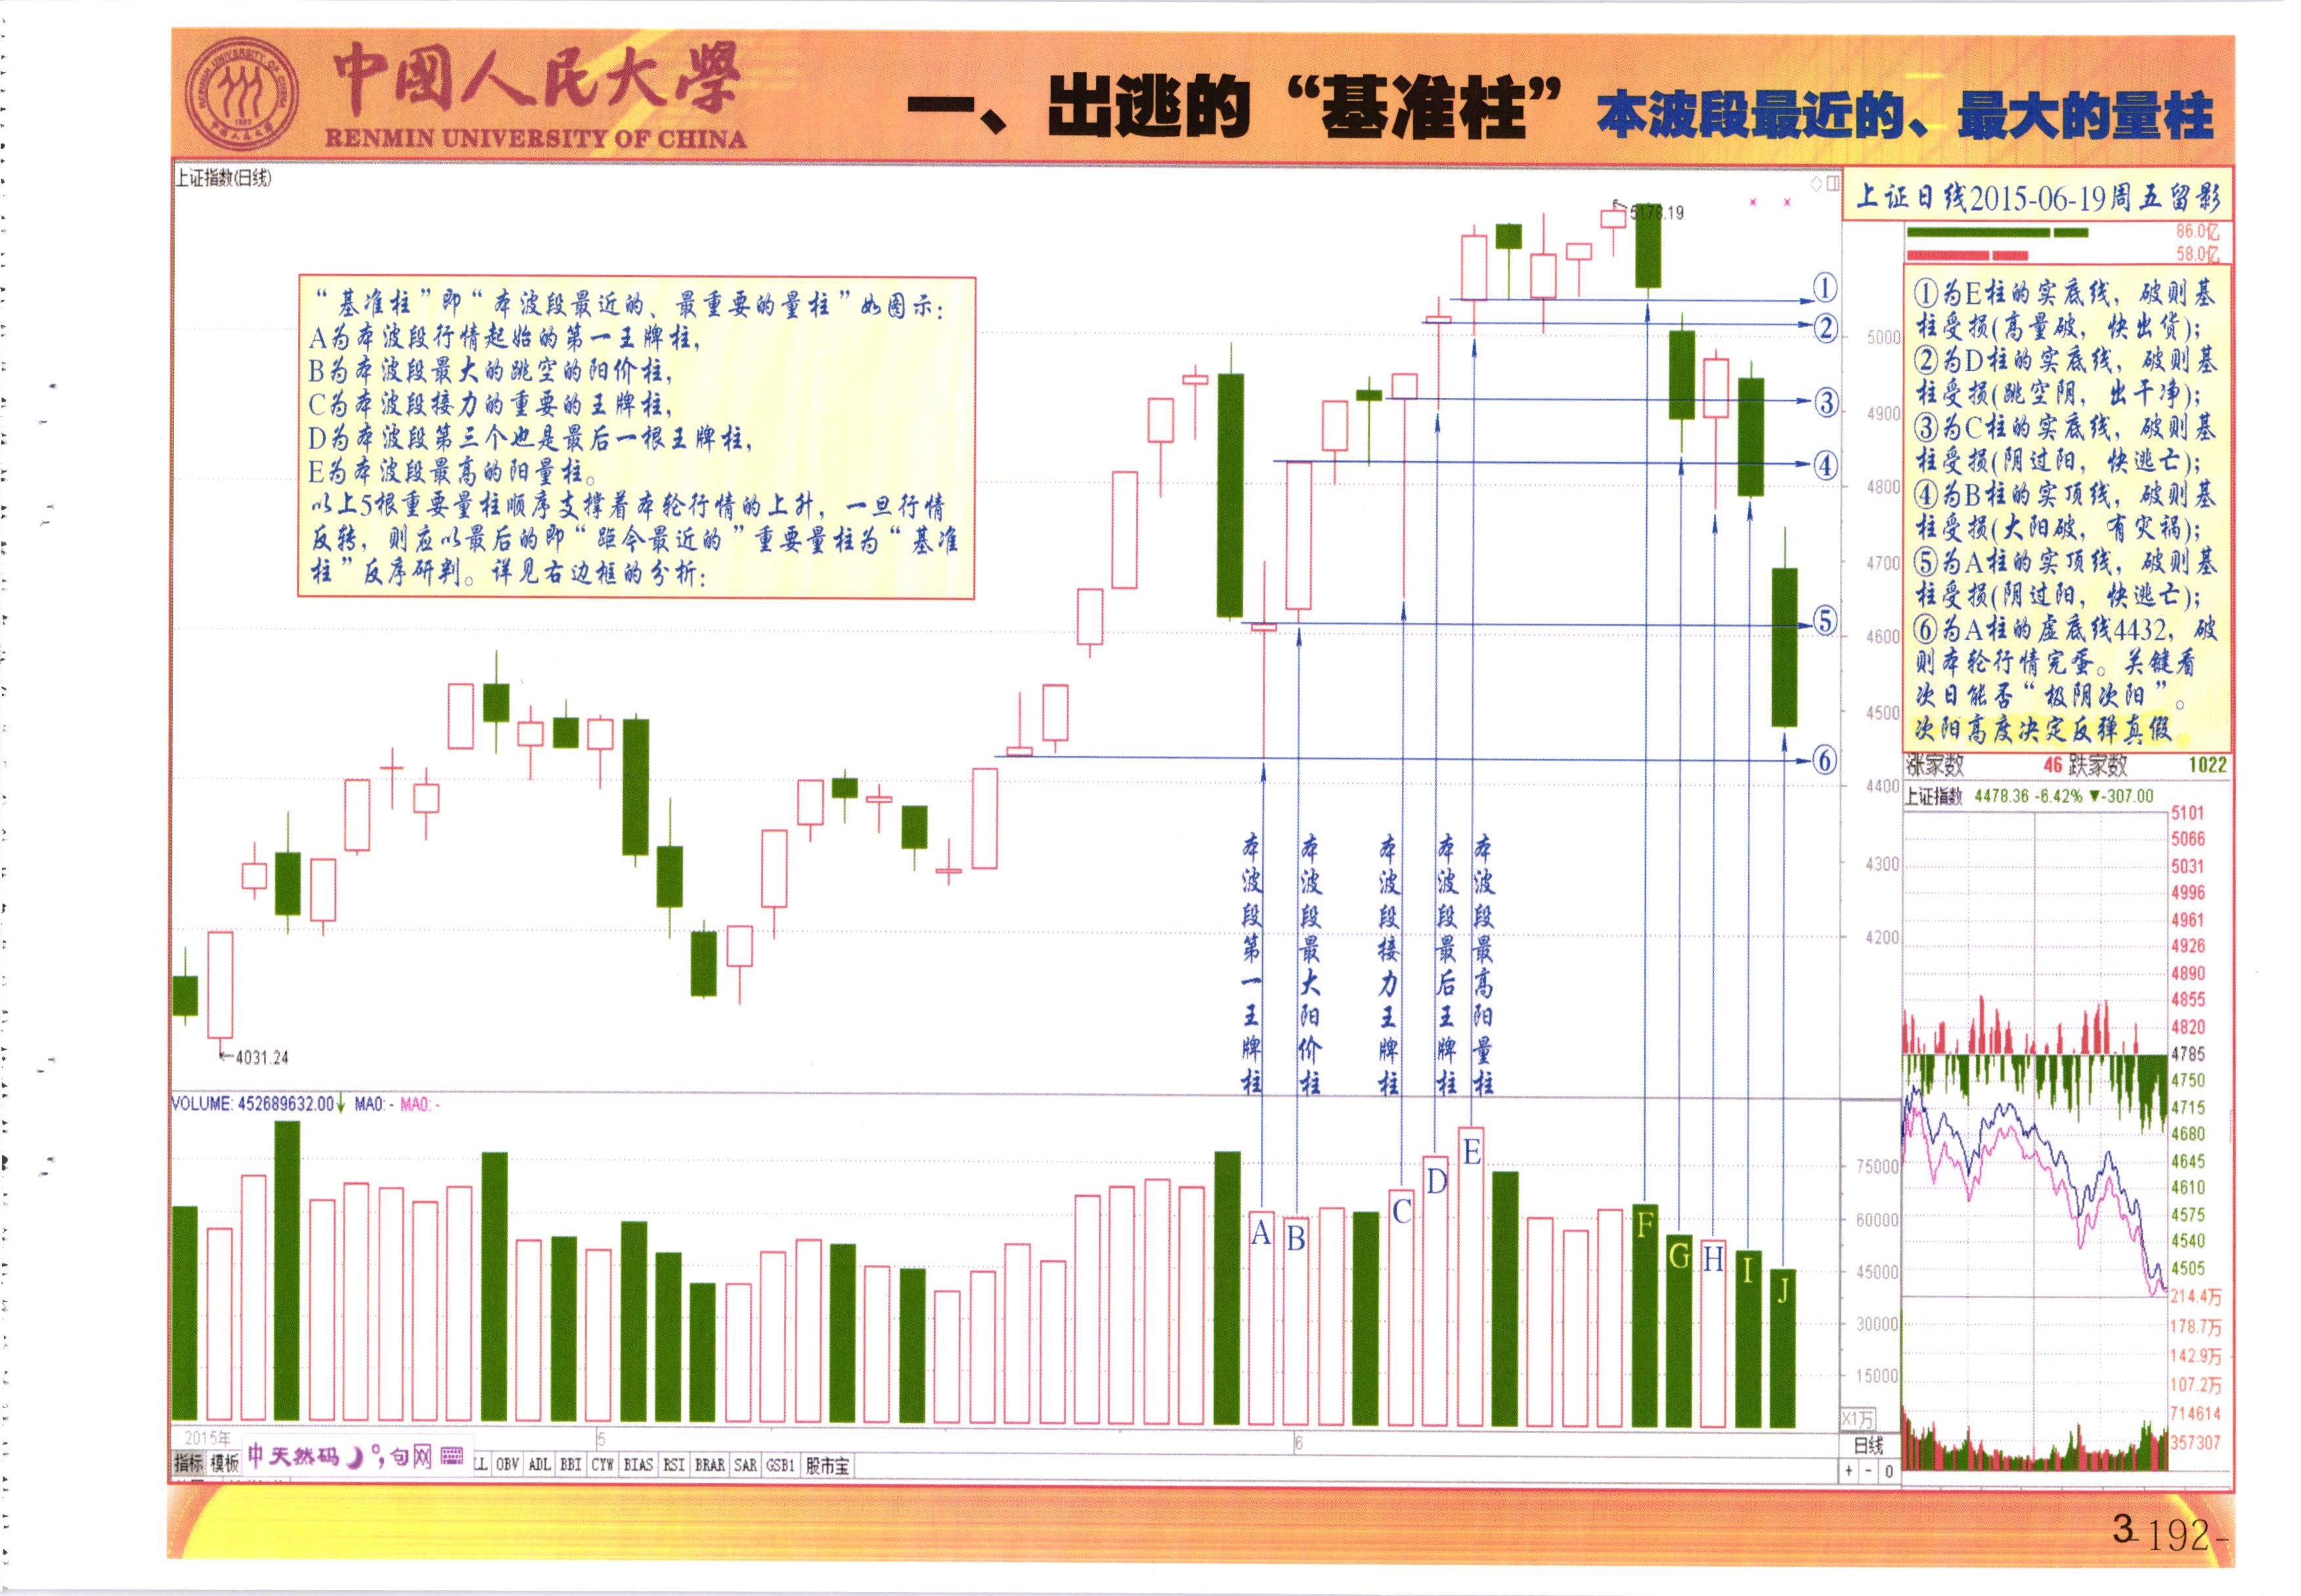 中國人民大學
RENMIN UNIVERSITY OF CHINA
一、出逃的“基准柱” 本波段最近的、最大的量柱
上证指数(日线)
上证日线2015-06-19周五留影
86.0亿
58.0亿
5178.19
“基准柱”即“本波段最近的、最重要的量柱”如图示：
A为本波段行情起始的第一王牌柱，
B为本波段最大的跳空的阳价柱，
C为本波段接力的重要的王牌柱，
D为本波段第三个也是最后一根王牌柱，
E为本波段最高的阳量柱。
以上5根重要量柱顺序支撑着本轮行情的上升，一旦行情
反转，则应以最后的即“距今最近的”重要量柱为“基准
柱”反序研判。详见右边框的分析：
①
②
③
④
⑤
⑥
5000
4900
4800
4700
4600
4500
4400
4300
4200
①为E柱的实底线，破则基
柱受损(高量破，快出货)；
②为D柱的实底线，破则基
柱受损(跳空阴，出干净)；
③为C柱的实底线，破则基
柱受损(阴过阳，快逃亡)；
④为B柱的实顶线，破则基
柱受损(大阳破，有灾祸)；
⑤为A柱的实顶线，破则基
柱受损(阴过阳，快逃亡)；
⑥为A柱的虚底线4432，破
则本轮行情完蛋。关键看
次日能否“极阴次阳”。
次阳高度决定反弹真假
涨家数 46 跌家数 1022
上证指数 4478.36 -6.42% ▼-307.00
5101
5066
5031
4996
4961
4926
4890
4855
4820
4785
4750
4715
4680
4645
4610
4575
4540
4505
214.4万
178.7万
142.9万
107.2万
714614
357307
本波段第一王牌柱
本波段最大阳价柱
本波段接力王牌柱
本波段最后王牌柱
本波段最高阳量柱
←4031.24
VOLUME: 452689632.00↓ MA0: - MA0: -
A
B
C
D
E
F
G
H
I
J
75000
60000
45000
30000
15000
X1万
2015年
5
6
日线
指标 模板 中天然码 句网 LL OBV ADL BBI CYW BIAS RSI BRAR SAR GSB1 股市宝
+ - 0
3 -192-